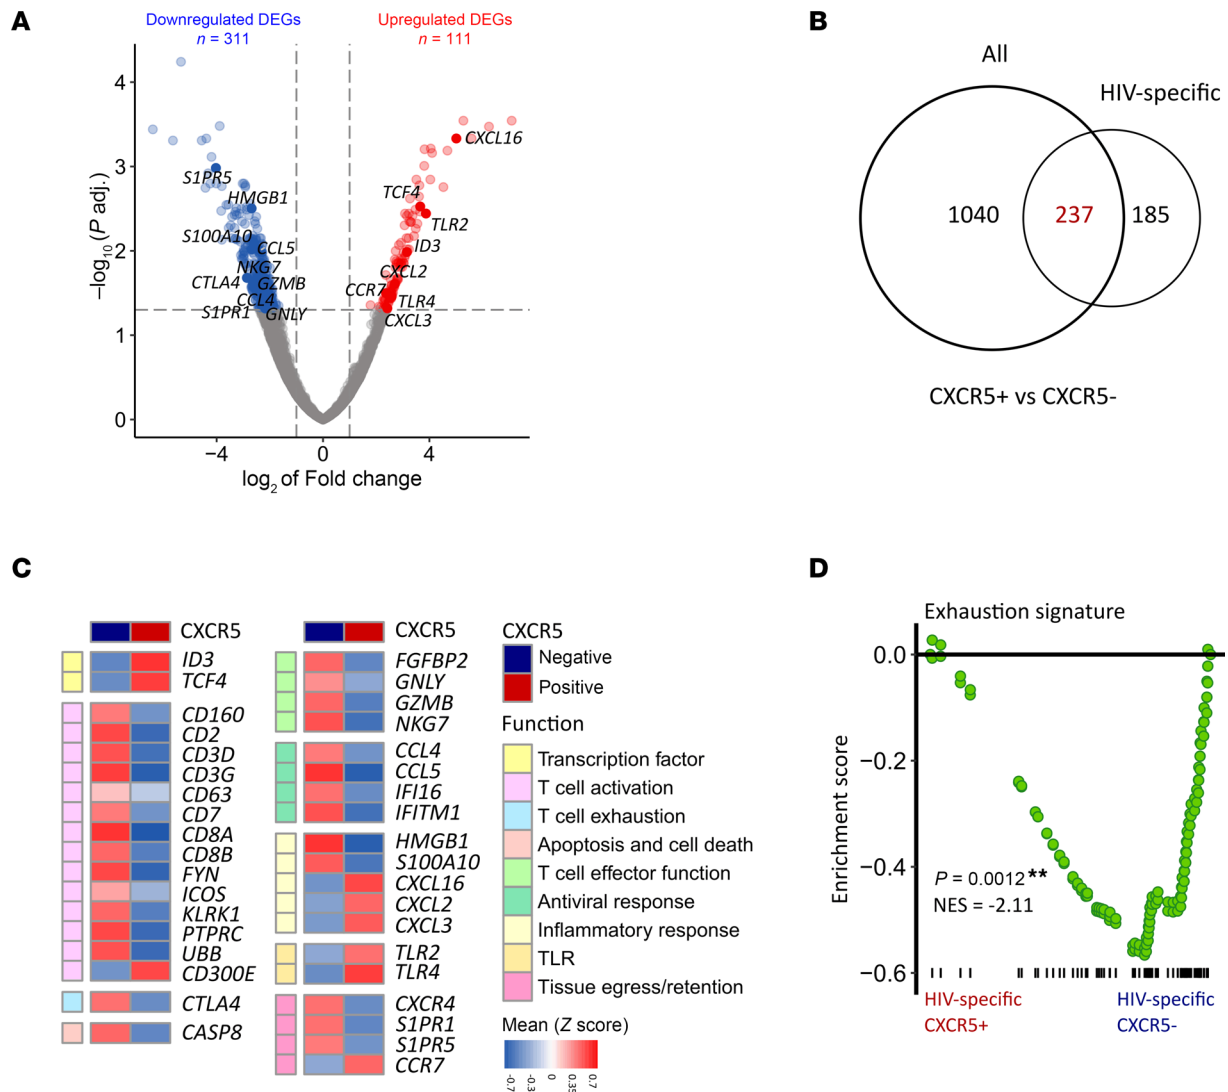 A
Downregulated DEGs
n = 311
Upregulated DEGs
n = 111
4
3
2
1
0
−log10 (P adj.)
CXCL16
S1PR5
TCF4
HMGB1
TLR2
S100A10
CCL5
ID3
NKG7
CXCL2
CTLA4
GZMB
CCR7
CCL4
TLR4
S1PR1
GNLY
CXCL3
−4
0
4
log2 of Fold change
B
All
HIV-specific
1040
237
185
CXCR5+ vs CXCR5-
C
CXCR5
ID3
TCF4
CD160
CD2
CD3D
CD3G
CD63
CD7
CD8A
CD8B
FYN
ICOS
KLRK1
PTPRC
UBB
CD300E
CTLA4
CASP8
CXCR5
FGFBP2
GNLY
GZMB
NKG7
CCL4
CCL5
IFI16
IFITM1
HMGB1
S100A10
CXCL16
CXCL2
CXCL3
TLR2
TLR4
CXCR4
S1PR1
S1PR5
CCR7
CXCR5
Negative
Positive
Function
Transcription factor
T cell activation
T cell exhaustion
Apoptosis and cell death
T cell effector function
Antiviral response
Inflammatory response
TLR
Tissue egress/retention
Mean (Z score)
-0.7
0
0.35
0.7
D
Exhaustion signature
0.0
−0.2
−0.4
−0.6
Enrichment score
P = 0.0012**
NES = -2.11
HIV-specific
CXCR5+
HIV-specific
CXCR5-